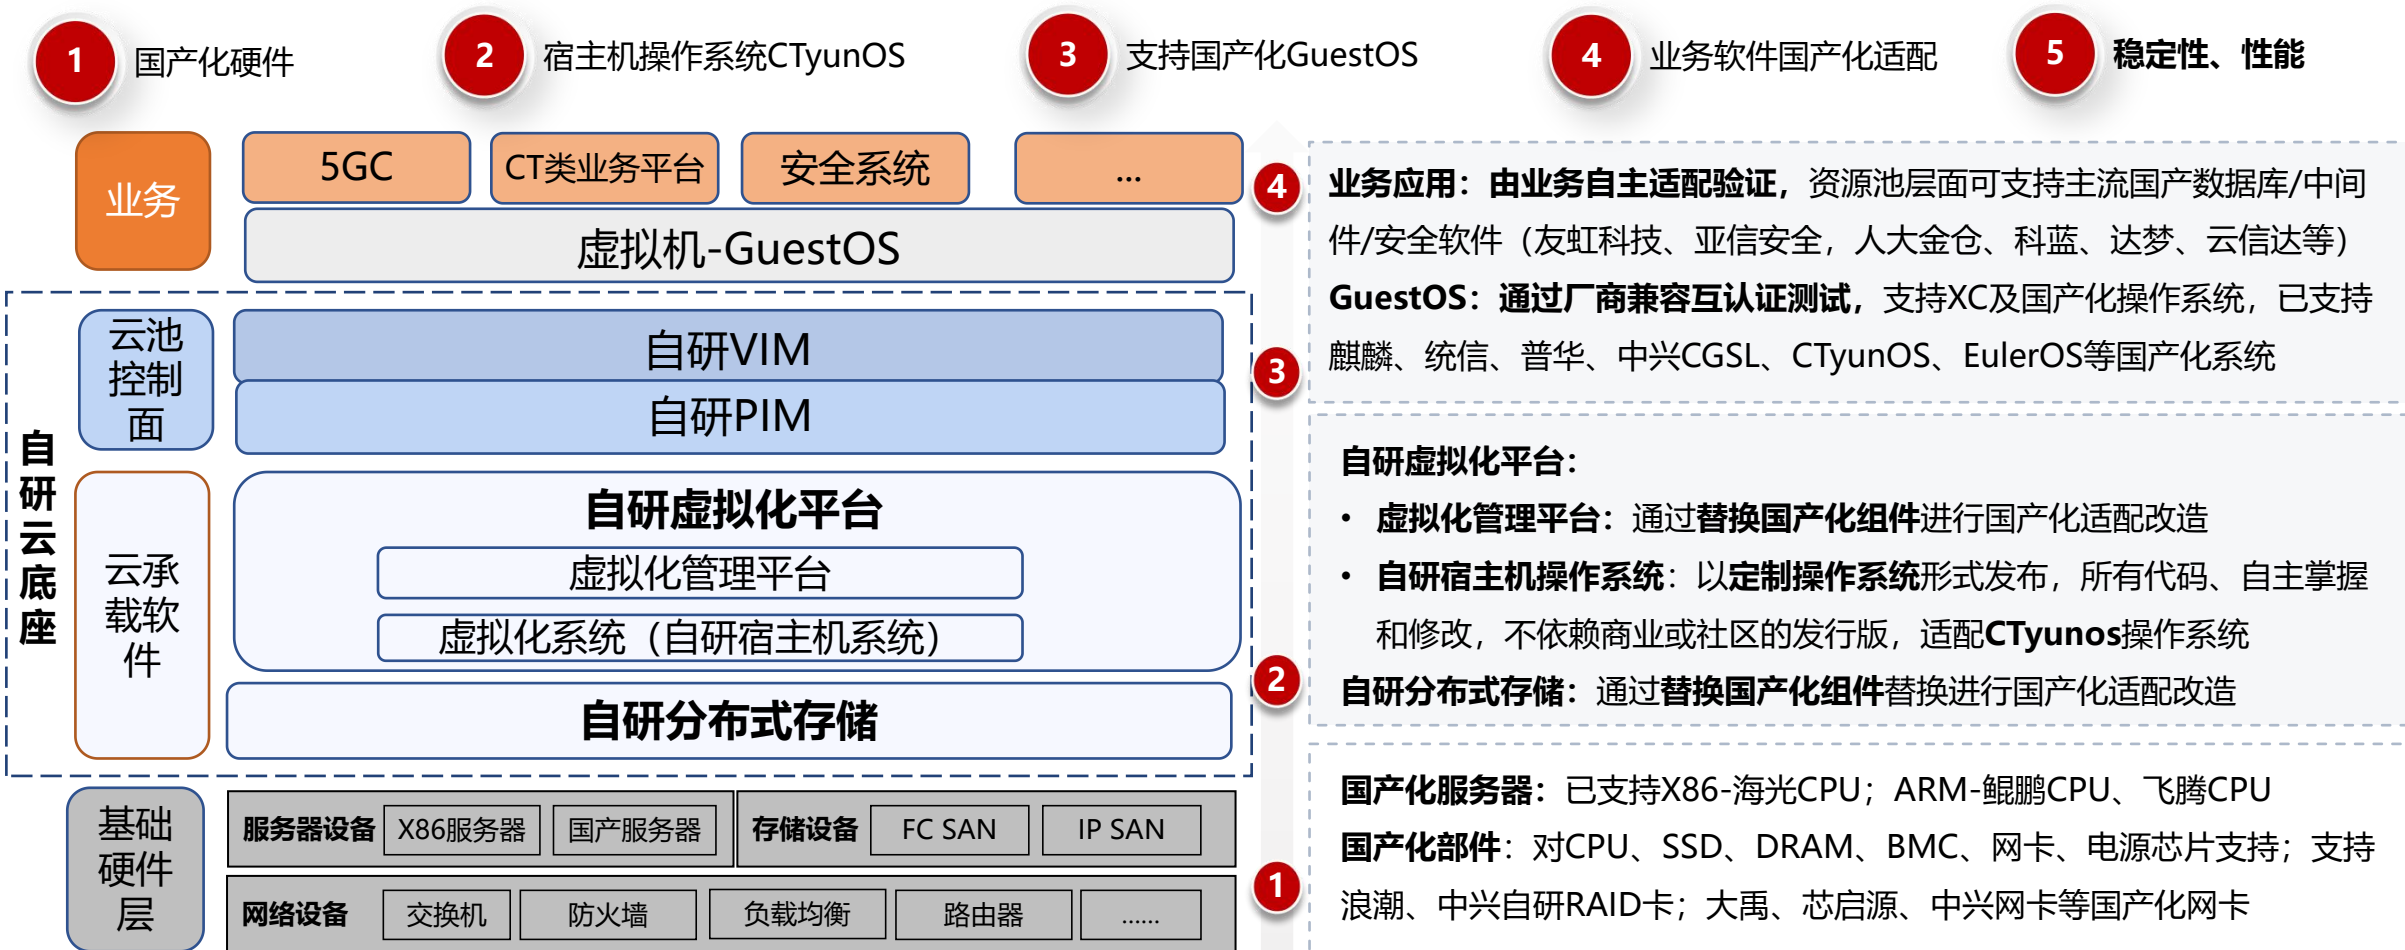 1 国产化硬件
2 宿主机操作系统CTyunOS
3 支持国产化GuestOS
4 业务软件国产化适配
5 稳定性、性能
业务
5GC
CT类业务平台
安全系统
...
虚拟机-GuestOS
自研云底座
云池
控制
面
自研VIM
自研PIM
云承
载软
件
自研虚拟化平台
虚拟化管理平台
虚拟化系统（自研宿主机系统）
自研分布式存储
基础
硬件
层
服务器设备
X86服务器
国产服务器
存储设备
FC SAN
IP SAN
网络设备
交换机
防火墙
负载均衡
路由器
......
4
3
2
1
业务应用：由业务自主适配验证，资源池层面可支持主流国产数据库/中间
件/安全软件（友虹科技、亚信安全，人大金仓、科蓝、达梦、云信达等）
GuestOS：通过厂商兼容互认证测试，支持XC及国产化操作系统，已支持
麒麟、统信、普华、中兴CGSL、CTyunOS、EulerOS等国产化系统
自研虚拟化平台：
• 虚拟化管理平台：通过替换国产化组件进行国产化适配改造
• 自研宿主机操作系统：以定制操作系统形式发布，所有代码、自主掌握
和修改，不依赖商业或社区的发行版，适配CTyunos操作系统
自研分布式存储：通过替换国产化组件替换进行国产化适配改造
国产化服务器：已支持X86-海光CPU；ARM-鲲鹏CPU、飞腾CPU
国产化部件：对CPU、SSD、DRAM、BMC、网卡、电源芯片支持；支持
浪潮、中兴自研RAID卡；大禹、芯启源、中兴网卡等国产化网卡